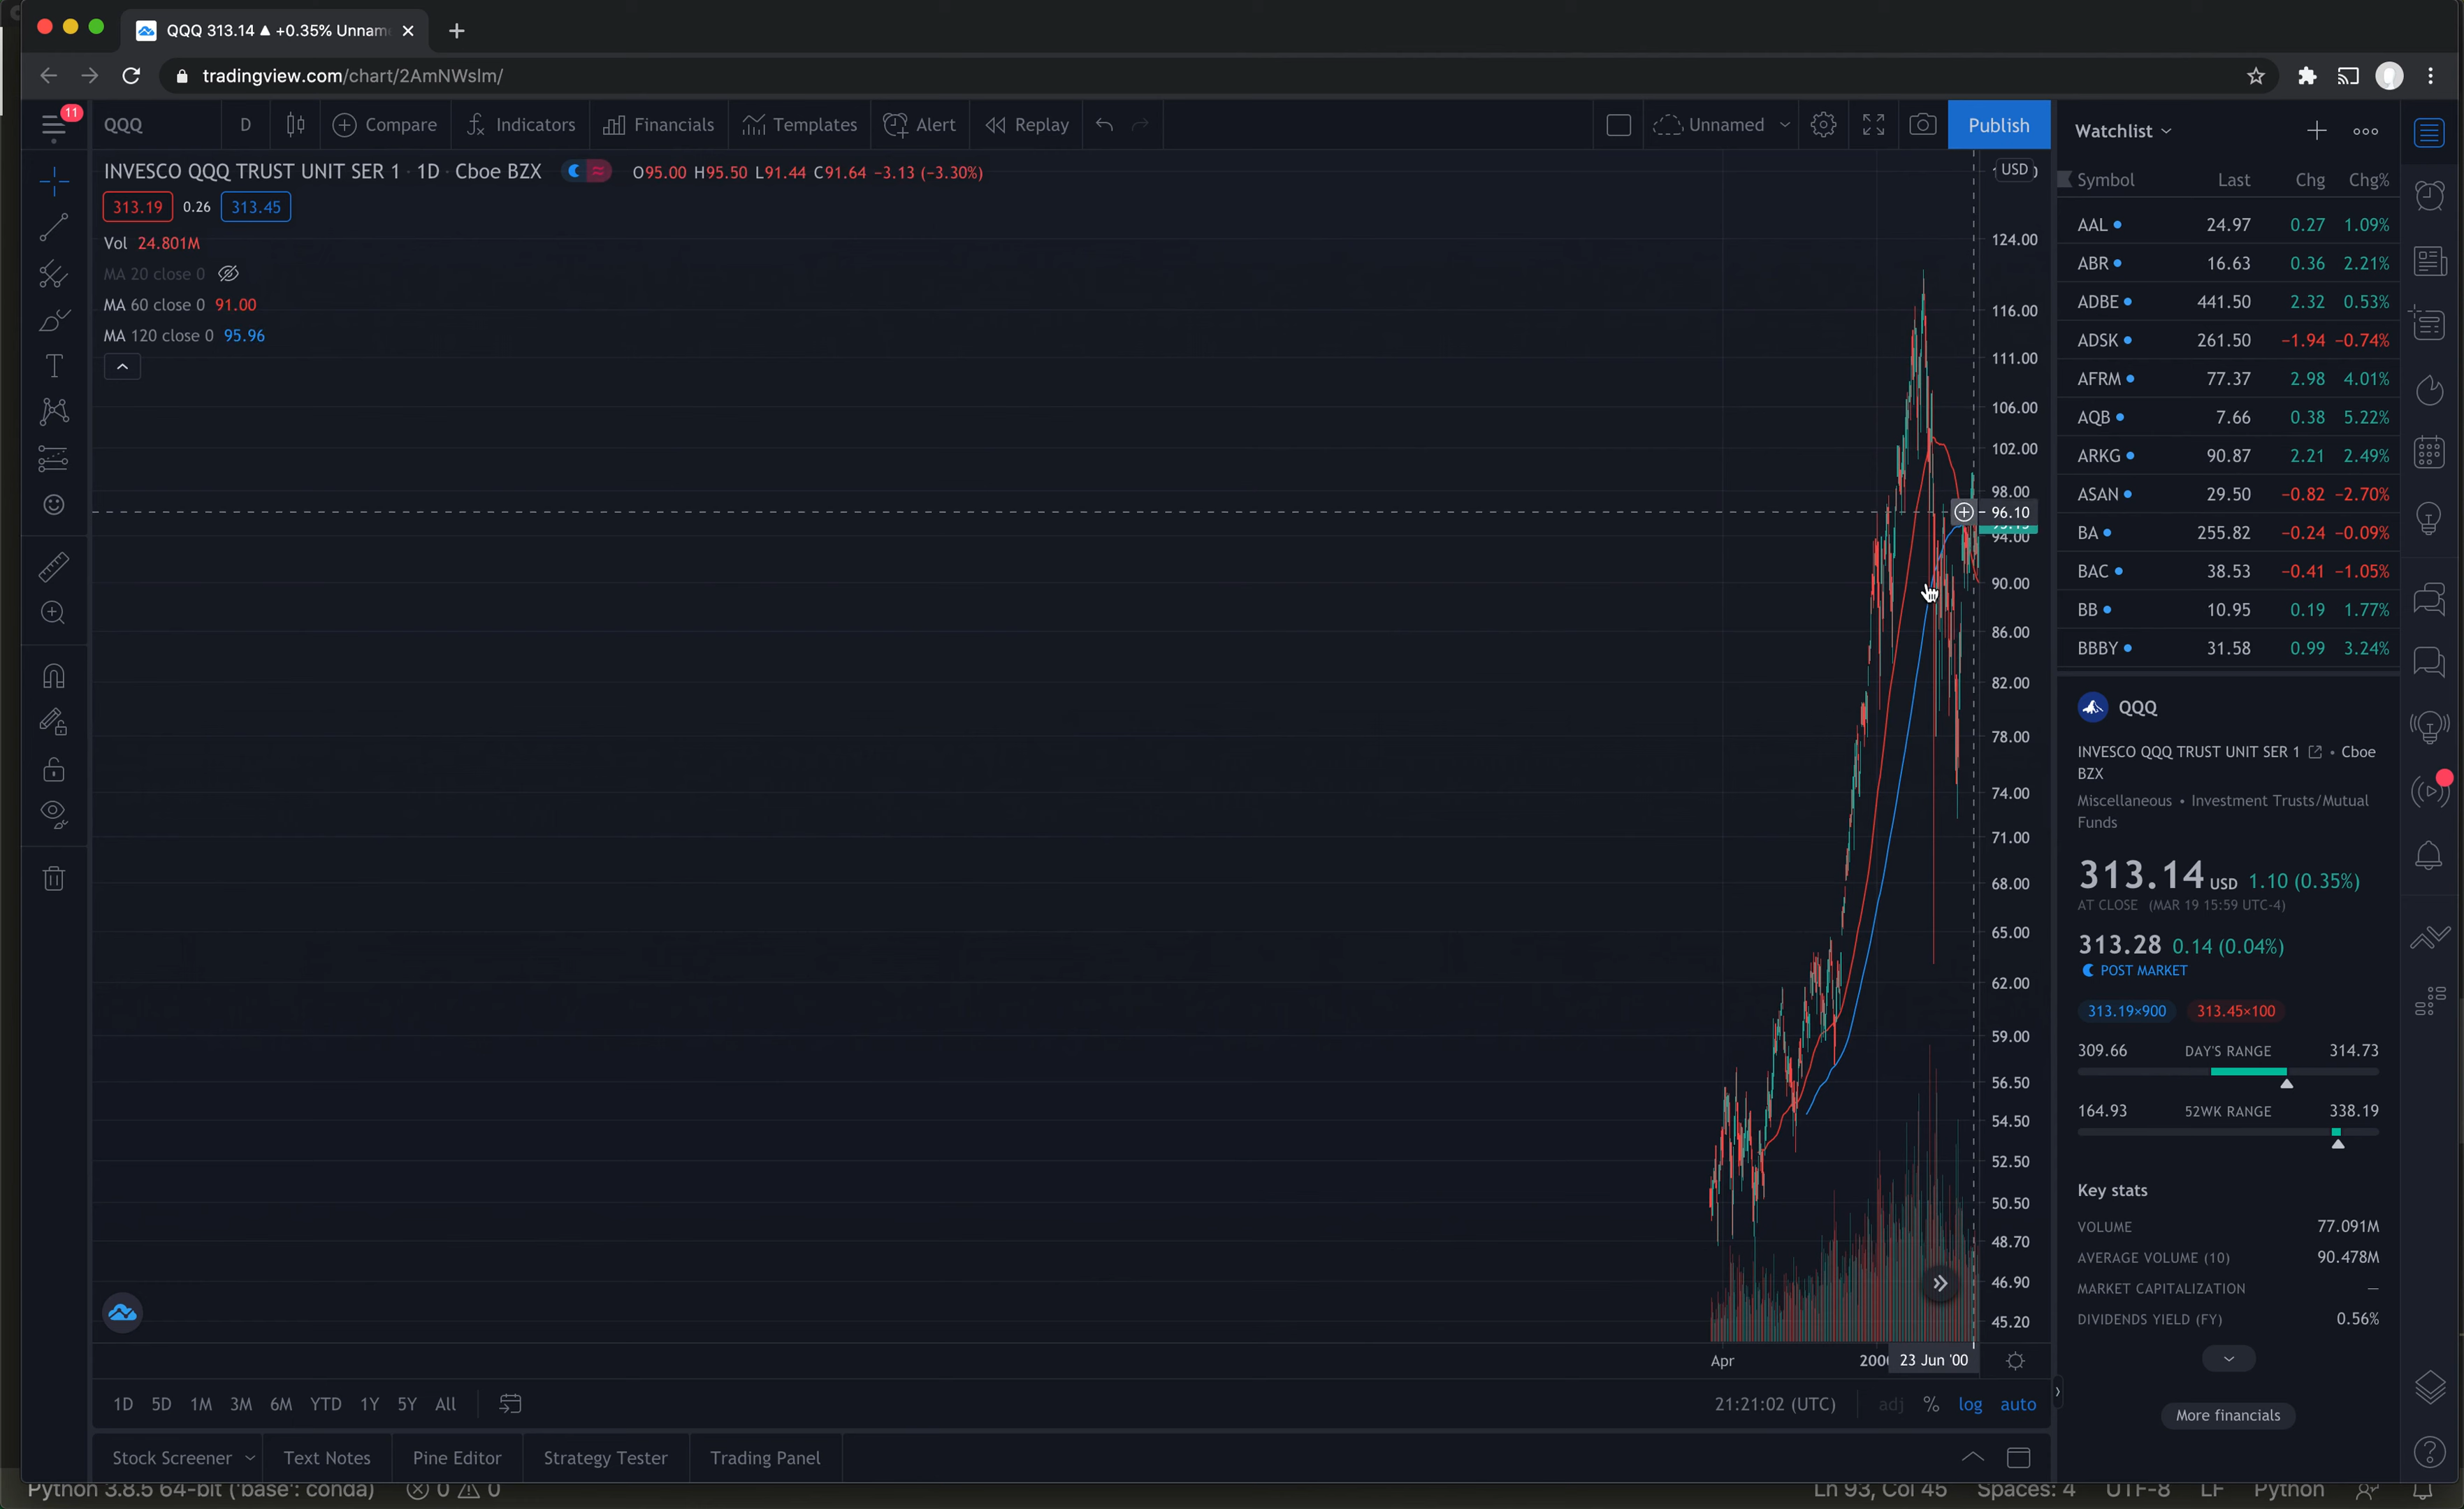 QQQ 313.14 ▲ +0.35% Unnam
tradingview.com/chart/2AmNWslm/
11
QQQ D Compare Indicators Financials Templates Alert Replay Unnamed Publish
INVESCO QQQ TRUST UNIT SER 1 · 1D · Cboe BZX O95.00 H95.50 L91.44 C91.64 −3.13 (−3.30%)
313.19 0.26 313.45
Vol 24.801M
MA 20 close 0
MA 60 close 0 91.00
MA 120 close 0 95.96
USD
124.00
116.00
111.00
106.00
102.00
98.00
96.10
94.00
90.00
86.00
82.00
78.00
74.00
71.00
68.00
65.00
62.00
59.00
56.50
54.50
52.50
50.50
48.70
46.90
45.20
Apr 23 Jun '00
1D 5D 1M 3M 6M YTD 1Y 5Y All 21:21:02 (UTC) adj % log auto
Stock Screener Text Notes Pine Editor Strategy Tester Trading Panel
Watchlist
Symbol Last Chg Chg%
AAL 24.97 0.27 1.09%
ABR 16.63 0.36 2.21%
ADBE 441.50 2.32 0.53%
ADSK 261.50 −1.94 −0.74%
AFRM 77.37 2.98 4.01%
AQB 7.66 0.38 5.22%
ARKG 90.87 2.21 2.49%
ASAN 29.50 −0.82 −2.70%
BA 255.82 −0.24 −0.09%
BAC 38.53 −0.41 −1.05%
BB 10.95 0.19 1.77%
BBBY 31.58 0.99 3.24%
QQQ
INVESCO QQQ TRUST UNIT SER 1 • Cboe
BZX
Miscellaneous • Investment Trusts/Mutual
Funds
313.14 USD 1.10 (0.35%)
AT CLOSE (MAR 19 15:59 UTC-4)
313.28 0.14 (0.04%)
POST MARKET
313.19×900 313.45×100
309.66 DAY'S RANGE 314.73
164.93 52WK RANGE 338.19
Key stats
VOLUME 77.091M
AVERAGE VOLUME (10) 90.478M
MARKET CAPITALIZATION —
DIVIDENDS YIELD (FY) 0.56%
More financials
Python 3.8.5 64-bit ('base': conda) 0 0 Ln 93, Col 45 Spaces: 4 UTF-8 LF Python